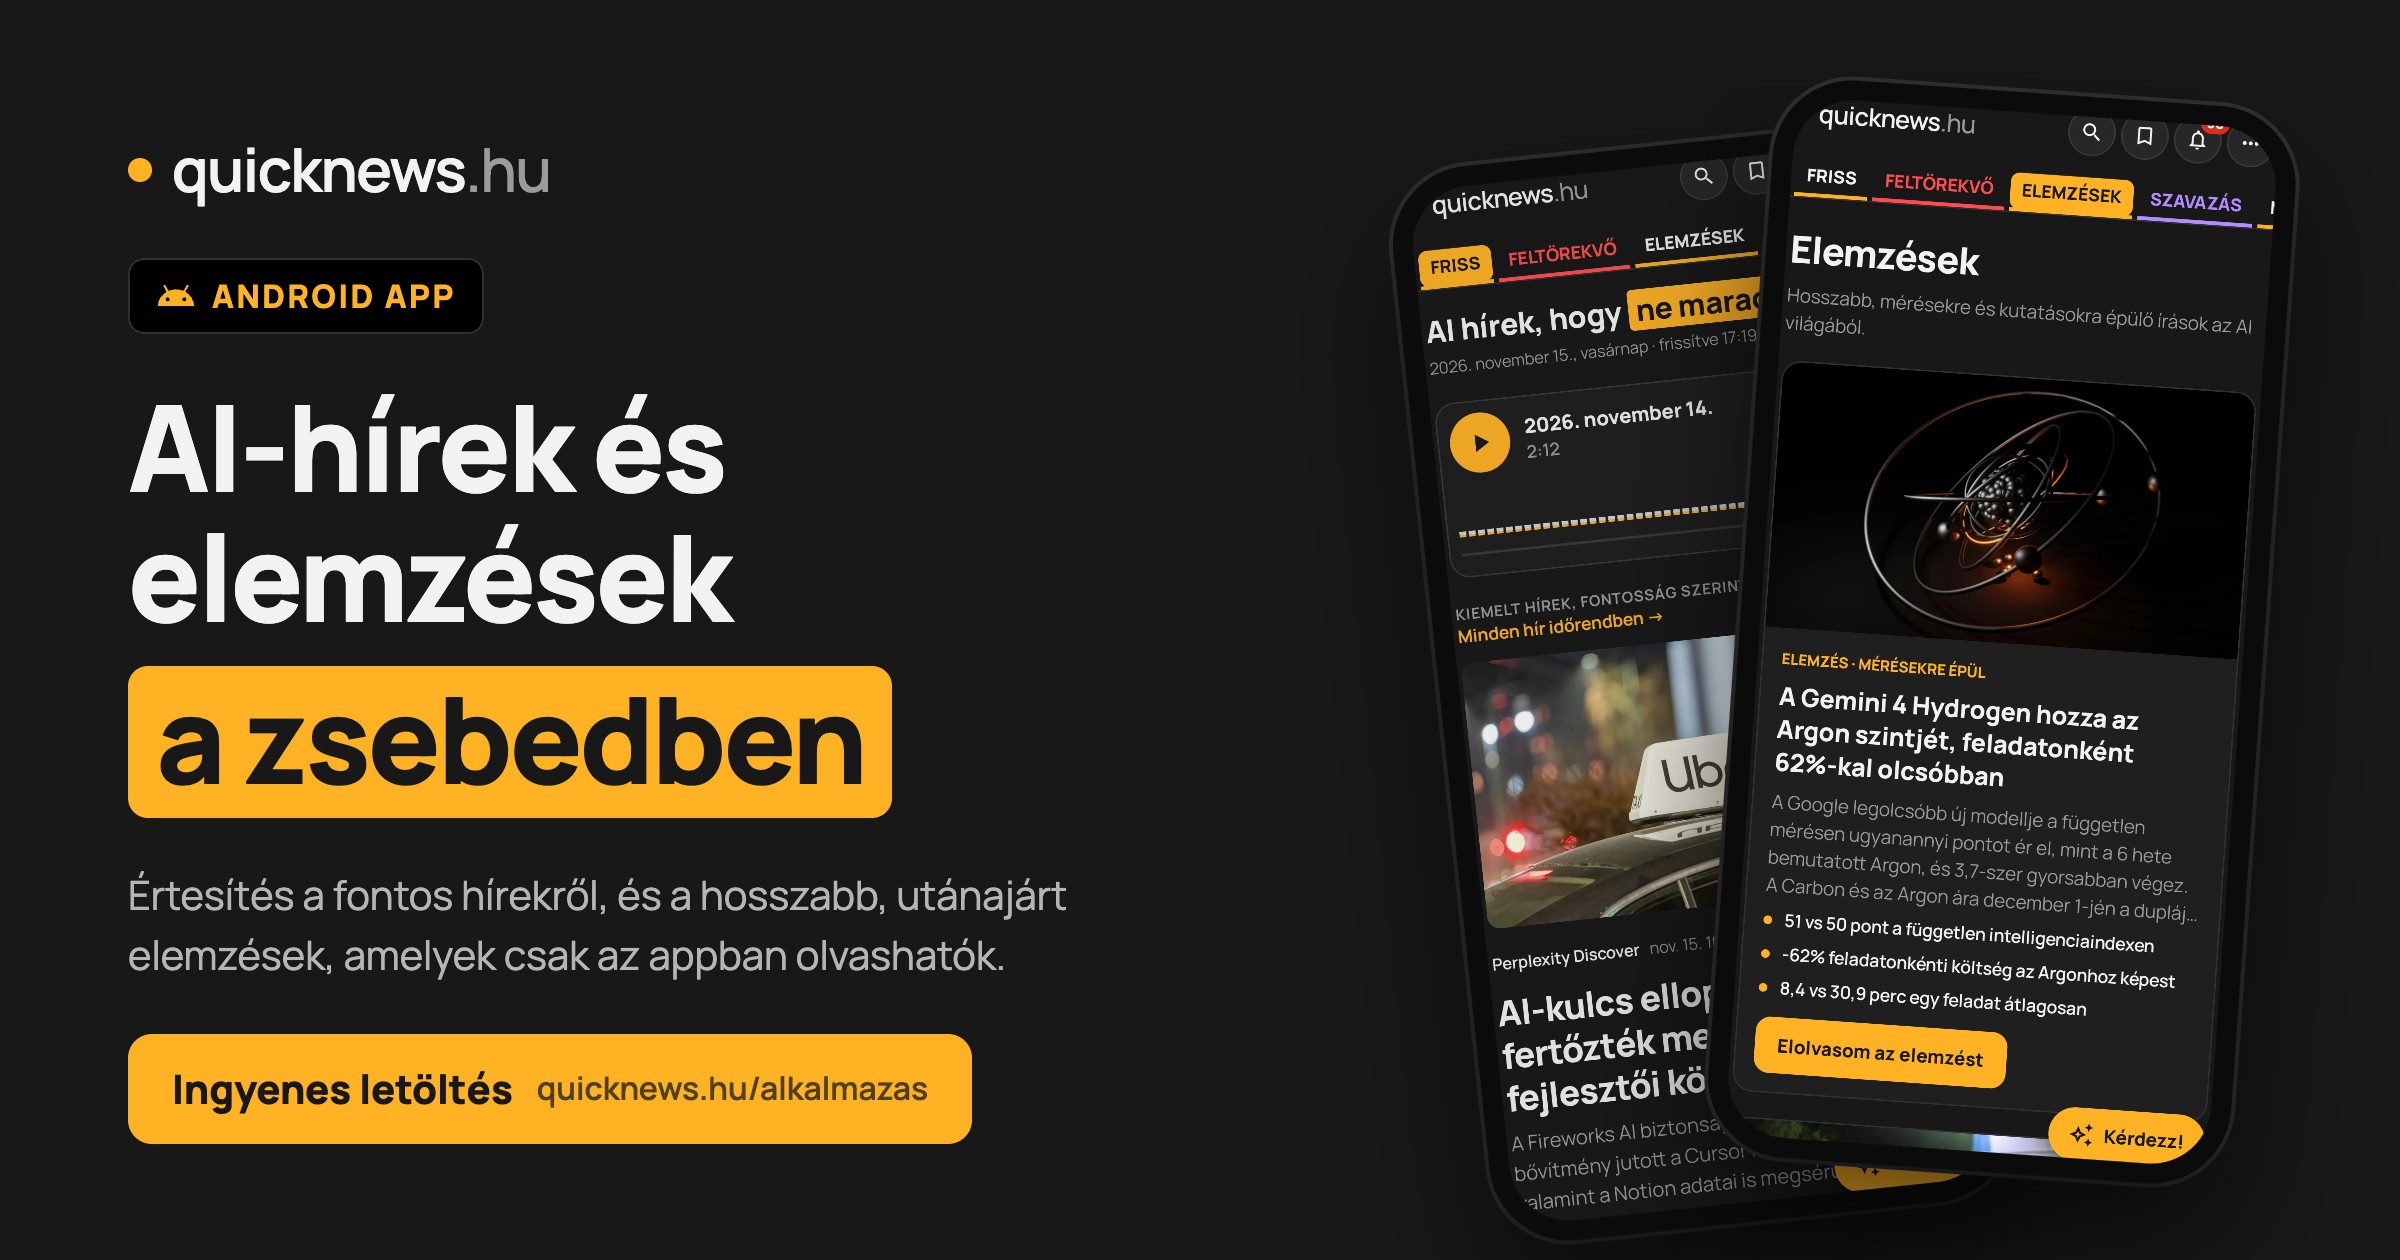 quicknews.hu
ANDROID APP
AI-hírek és
elemzések
a zsebedben
Értesítés a fontos hírekről, és a hosszabb, utánajárt
elemzések, amelyek csak az appban olvashatók.
Ingyenes letöltés quicknews.hu/alkalmazas
quicknews.hu
FRISS FELTÖREKVŐ ELEMZÉSEK
AI hírek, hogy ne
2026. november 15., vasárnap · frissítve 17:19
2026. november 14.
2:12
KIEMELT HÍREK, FONTOSSÁG
Minden hír időrendben →
Perplexity Discover nov. 15.
AI-kulcs
fertőzték
fejlesztői
A Fireworks AI
bővítmény jutott a Cursor
valamint a Notion adatai is
quicknews.hu
FRISS FELTÖREKVŐ ELEMZÉSEK SZAVAZÁS
Elemzések
Hosszabb, mérésekre és kutatásokra épülő írások az AI
világából.
ELEMZÉS · MÉRÉSEKRE ÉPÜL
A Gemini 4 Hydrogen hozza az
Argon szintjét, feladatonként
62%-kal olcsóbban
A Google legolcsóbb új modellje a független
mérésen ugyanannyi pontot ér el, mint a 6 hete
bemutatott Argon, és 3,7-szer gyorsabban végez.
A Carbon és az Argon ára december 1-jén a dupláj...
51 vs 50 pont a független intelligenciaindexen
-62% feladatonkénti költség az Argonhoz képest
8,4 vs 30,9 perc egy feladat átlagosan
Elolvasom az elemzést
Kérdezz!